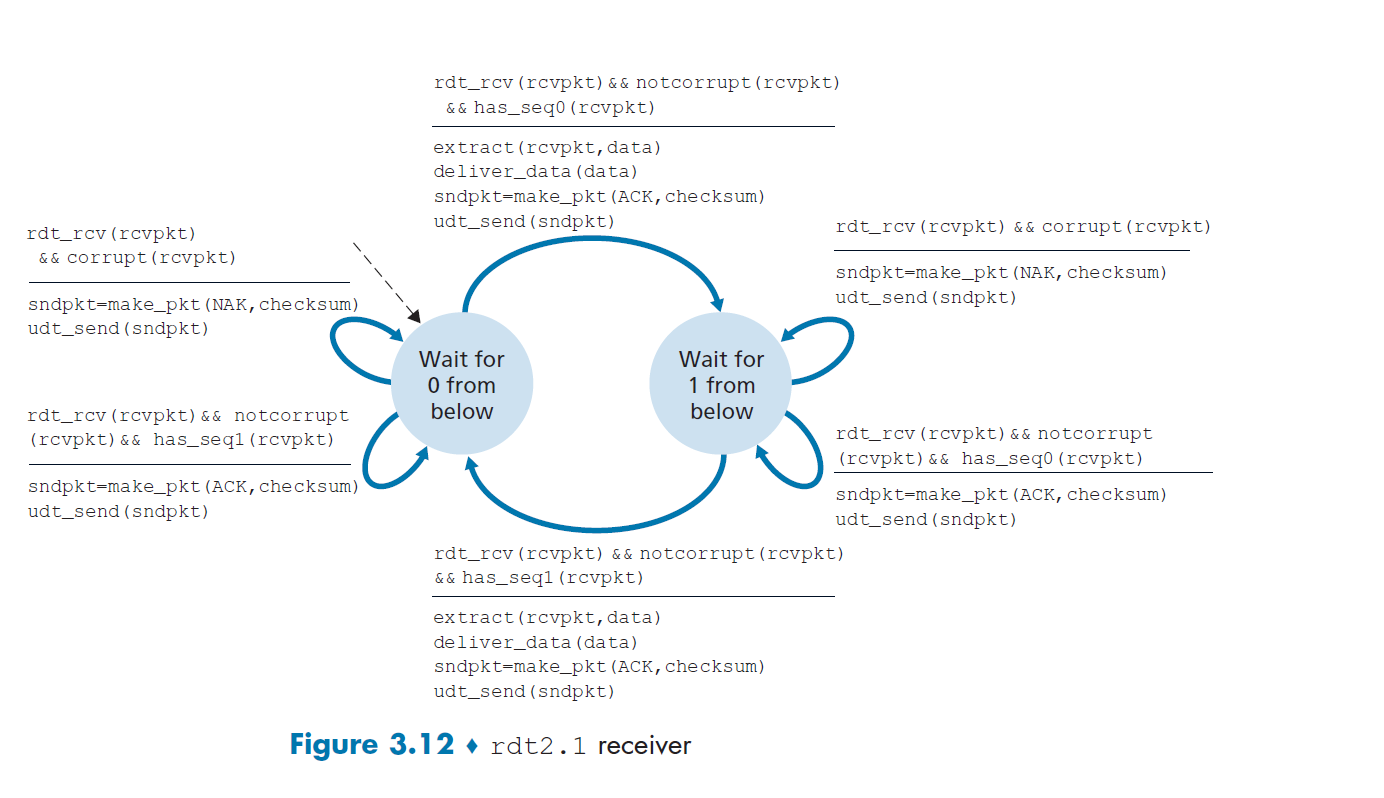 rdt_rcv(rcvpkt)&& notcorrupt(rcvpkt)
&& has_seq0(rcvpkt)
extract(rcvpkt,data)
deliver_data(data)
sndpkt=make_pkt(ACK,checksum)
udt_send(sndpkt)
rdt_rcv(rcvpkt)
&& corrupt(rcvpkt)
sndpkt=make_pkt(NAK,checksum)
udt_send(sndpkt)
rdt_rcv(rcvpkt) && corrupt(rcvpkt)
sndpkt=make_pkt(NAK,checksum)
udt_send(sndpkt)
Wait for
0 from
below
Wait for
1 from
below
rdt_rcv(rcvpkt)&& notcorrupt
(rcvpkt)&& has_seq1(rcvpkt)
sndpkt=make_pkt(ACK,checksum)
udt_send(sndpkt)
rdt_rcv(rcvpkt)&& notcorrupt
(rcvpkt)&& has_seq0(rcvpkt)
sndpkt=make_pkt(ACK,checksum)
udt_send(sndpkt)
rdt_rcv(rcvpkt) && notcorrupt(rcvpkt)
&& has_seq1(rcvpkt)
extract(rcvpkt,data)
deliver_data(data)
sndpkt=make_pkt(ACK,checksum)
udt_send(sndpkt)
Figure 3.12 ♦ rdt2.1 receiver